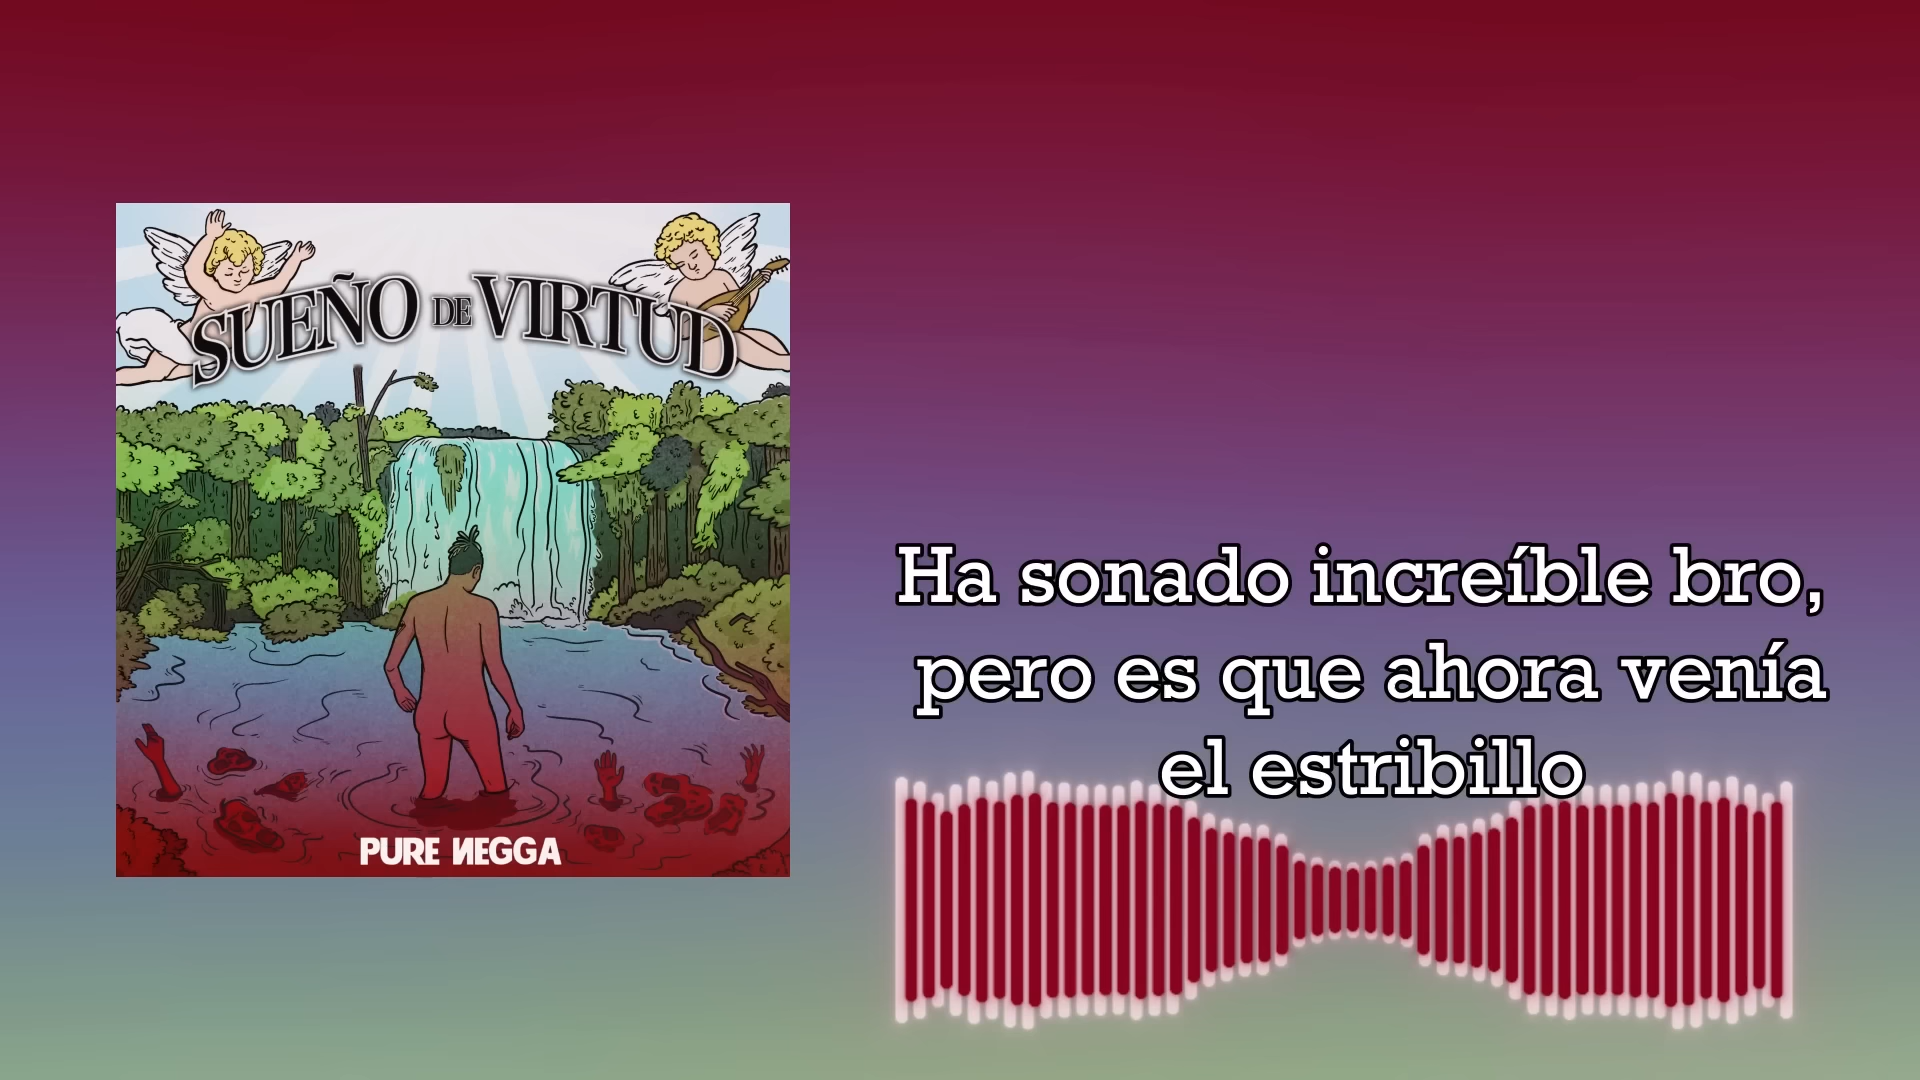 SUEÑO DE VIRTUD
PURE NEGGA
Ha sonado increíble bro,
pero es que ahora venía
el estribillo